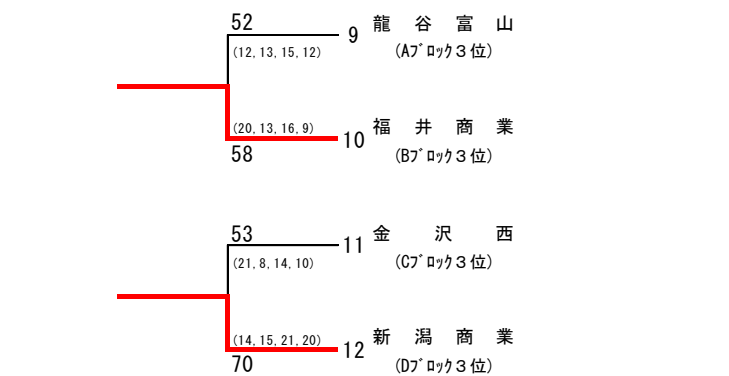 52
9 龍谷富山
(12,13,15,12) (Aﾌﾞﾛｯｸ３位)
(20,13,16,9) 10 福井商業
58 (Bﾌﾞﾛｯｸ３位)
53 金沢西
11
(21,8,14,10) (Cﾌﾞﾛｯｸ３位)
(14,15,21,20) 新潟商業
12
70 (Dﾌﾞﾛｯｸ３位)